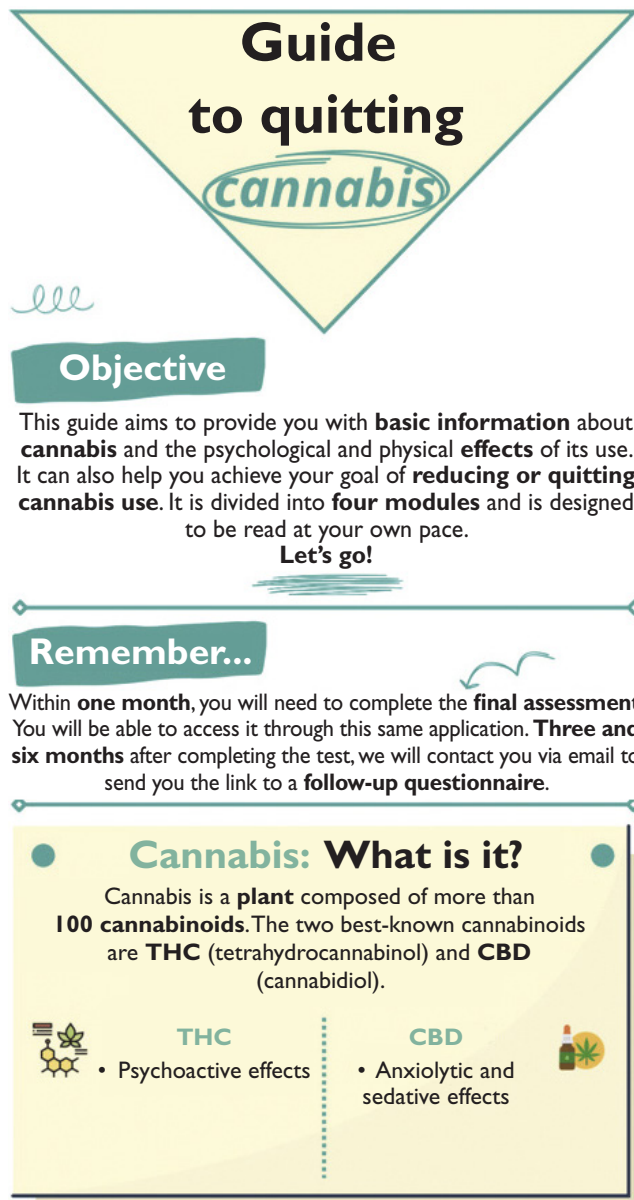 Guide
to quitting
cannabis
Objective
This guide aims to provide you with basic information about
cannabis and the psychological and physical effects of its use.
It can also help you achieve your goal of reducing or quitting
cannabis use. It is divided into four modules and is designed
to be read at your own pace.
Let's go!
Remember...
Within one month, you will need to complete the final assessment
You will be able to access it through this same application. Three and
six months after completing the test, we will contact you via email to
send you the link to a follow-up questionnaire.
Cannabis: What is it?
Cannabis is a plant composed of more than
100 cannabinoids. The two best-known cannabinoids
are THC (tetrahydrocannabinol) and CBD
(cannabidiol).
THC
• Psychoactive effects
CBD
• Anxiolytic and
sedative effects